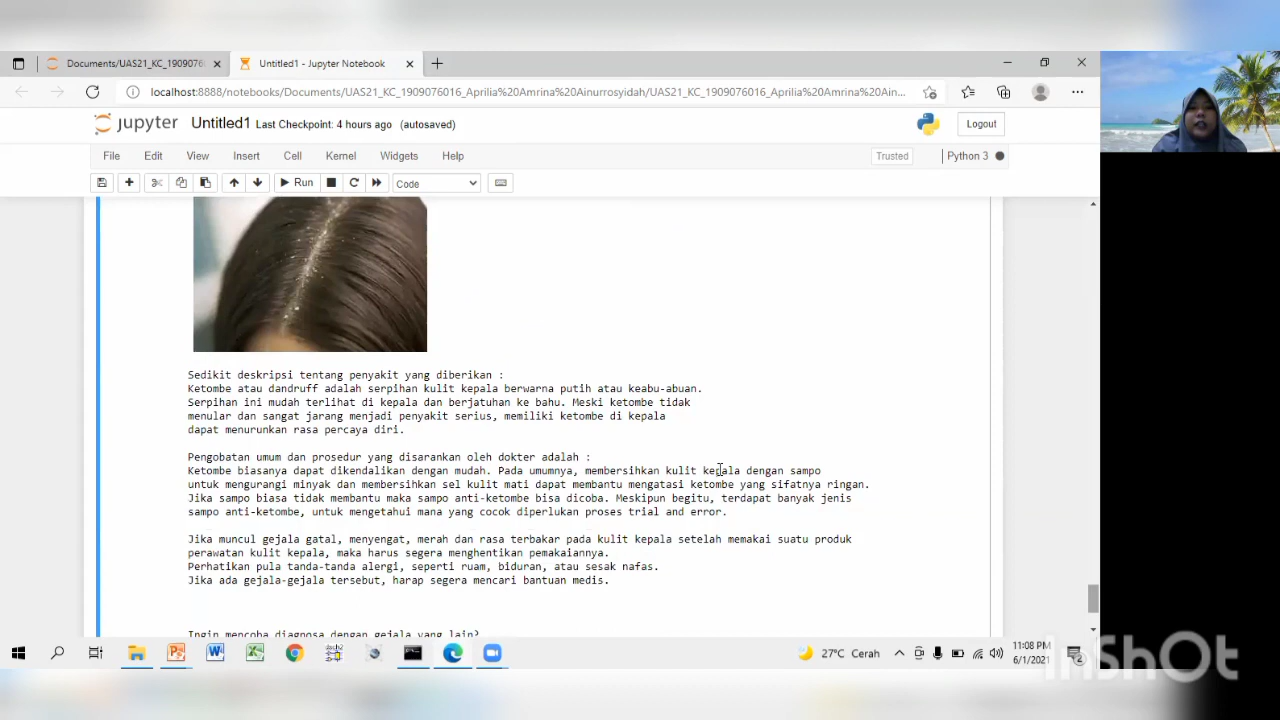 Documents/UAS21_KC_19090760
Untitled1 - Jupyter Notebook
localhost:8888/notebooks/Documents/UAS21_KC_1909076016_Aprilia%20Amrina%20Ainurrosyidah/UAS21_KC_1909076016_Aprilia%20Amrina%20Ain...
jupyter Untitled1 Last Checkpoint: 4 hours ago (autosaved)
Logout
File Edit View Insert Cell Kernel Widgets Help
Trusted Python 3
Run Code
Sedikit deskripsi tentang penyakit yang diberikan :
Ketombe atau dandruff adalah serpihan kulit kepala berwarna putih atau keabu-abuan.
Serpihan ini mudah terlihat di kepala dan berjatuhan ke bahu. Meski ketombe tidak
menular dan sangat jarang menjadi penyakit serius, memiliki ketombe di kepala
dapat menurunkan rasa percaya diri.
Pengobatan umum dan prosedur yang disarankan oleh dokter adalah :
Ketombe biasanya dapat dikendalikan dengan mudah. Pada umumnya, membersihkan kulit kepala dengan sampo
untuk mengurangi minyak dan membersihkan sel kulit mati dapat membantu mengatasi ketombe yang sifatnya ringan.
Jika sampo biasa tidak membantu maka sampo anti-ketombe bisa dicoba. Meskipun begitu, terdapat banyak jenis
sampo anti-ketombe, untuk mengetahui mana yang cocok diperlukan proses trial and error.
Jika muncul gejala gatal, menyengat, merah dan rasa terbakar pada kulit kepala setelah memakai suatu produk
perawatan kulit kepala, maka harus segera menghentikan pemakaiannya.
Perhatikan pula tanda-tanda alergi, seperti ruam, biduran, atau sesak nafas.
Jika ada gejala-gejala tersebut, harap segera mencari bantuan medis.
Ingin mencoba diagnosa dengan gejala yang lain?
27°C Cerah
11:08 PM
6/1/2021
2
InShot